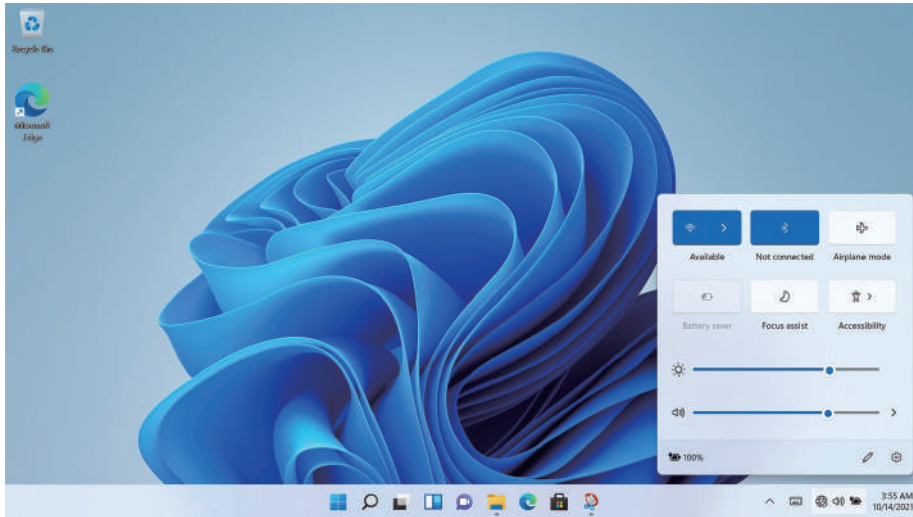 Recycle Bin
Microsoft
Edge
Available
Not connected
Airplane mode
Battery saver
Focus assist
Accessibility
100%
3:55 AM
10/14/2021